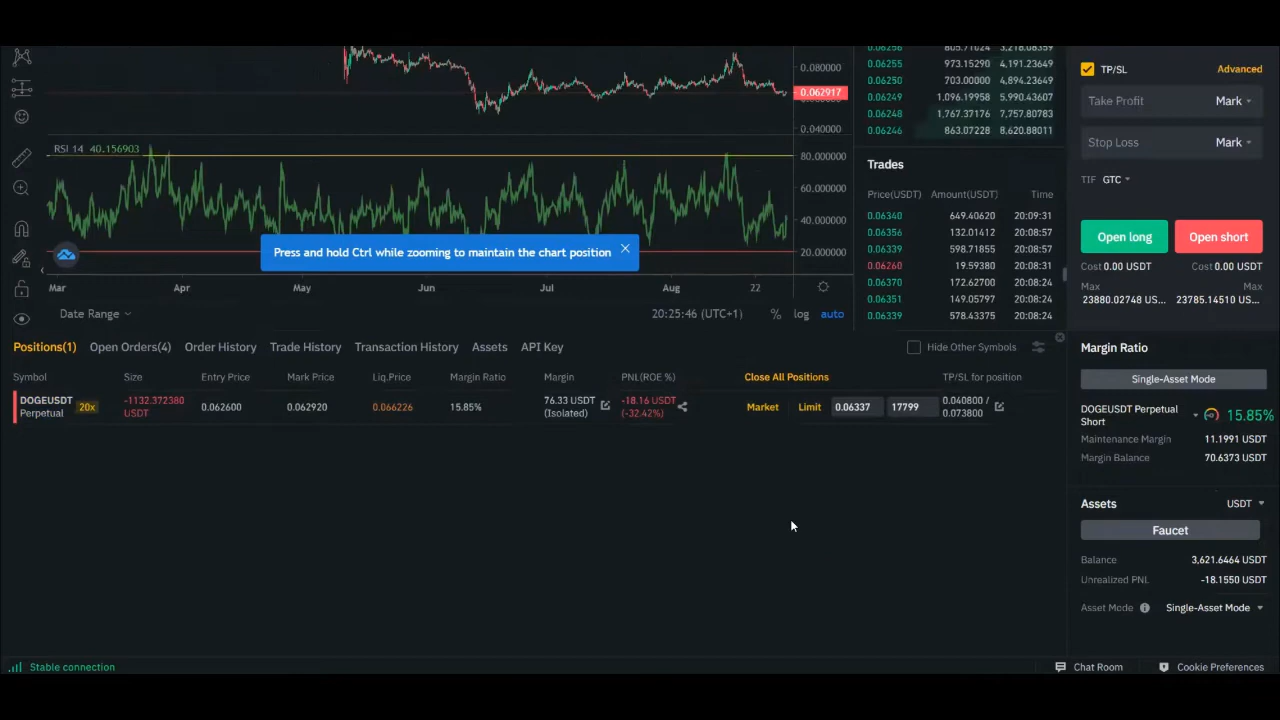 0.080000
0.062917
0.040000
RSI 14 40.156903
80.000000
60.000000
40.000000
20.000000
Press and hold Ctrl while zooming to maintain the chart position
Mar Apr May Jun Jul Aug 22
Date Range
20:25:46 (UTC+1) % log auto
0.06256 805.71024 3,218.08359
0.06255 973.15290 4,191.23649
0.06250 703.00000 4,894.23649
0.06249 1,096.19958 5,990.43607
0.06248 1,767.37176 7,757.80783
0.06246 863.07228 8,620.88011
Trades
Price(USDT) Amount(USDT) Time
0.06340 649.40620 20:09:31
0.06356 132.01412 20:08:57
0.06339 598.71855 20:08:57
0.06260 19.59380 20:08:31
0.06370 172.62700 20:08:24
0.06351 149.05797 20:08:24
0.06339 578.43375 20:08:24
TP/SL Advanced
Take Profit Mark
Stop Loss Mark
TIF GTC
Open long Open short
Cost 0.00 USDT Cost 0.00 USDT
Max Max
23880.02748 US... 23785.14510 US...
Positions(1) Open Orders(4) Order History Trade History Transaction History Assets API Key
Hide Other Symbols
Symbol Size Entry Price Mark Price Liq.Price Margin Ratio Margin PNL(ROE %) Close All Positions TP/SL for position
DOGEUSDT 20x -1132.372380 0.062600 0.062920 0.066226 15.85% 76.33 USDT -18.16 USDT Market Limit 0.06337 17799 0.040800 /
Perpetual USDT (Isolated) (-32.42%) 0.073800
Margin Ratio
Single-Asset Mode
DOGEUSDT Perpetual 15.85%
Short
Maintenance Margin 11.1991 USDT
Margin Balance 70.6373 USDT
Assets USDT
Faucet
Balance 3,621.6464 USDT
Unrealized PNL -18.1550 USDT
Asset Mode Single-Asset Mode
Stable connection
Chat Room Cookie Preferences